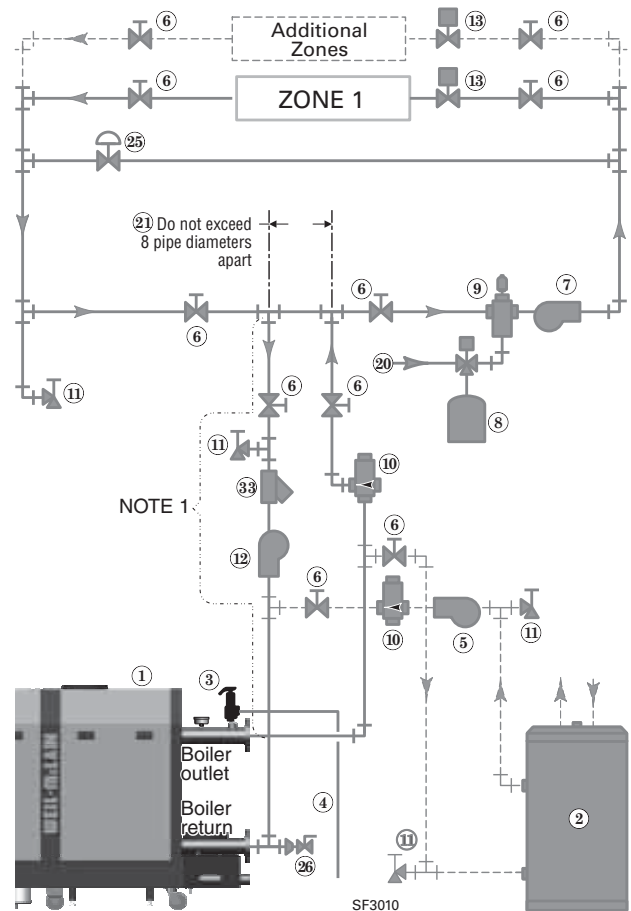 6
13
6
Additional
Zones
6
13
6
ZONE 1
25
21 Do not exceed
8 pipe diameters
apart
6
9
7
6
20
11
6
6
8
11
10
33
NOTE 1
6
12
6
10
5
11
1
3
Boiler
outlet
WEIL-McLAIN
Boiler
return
4
2
11
26
SF3010